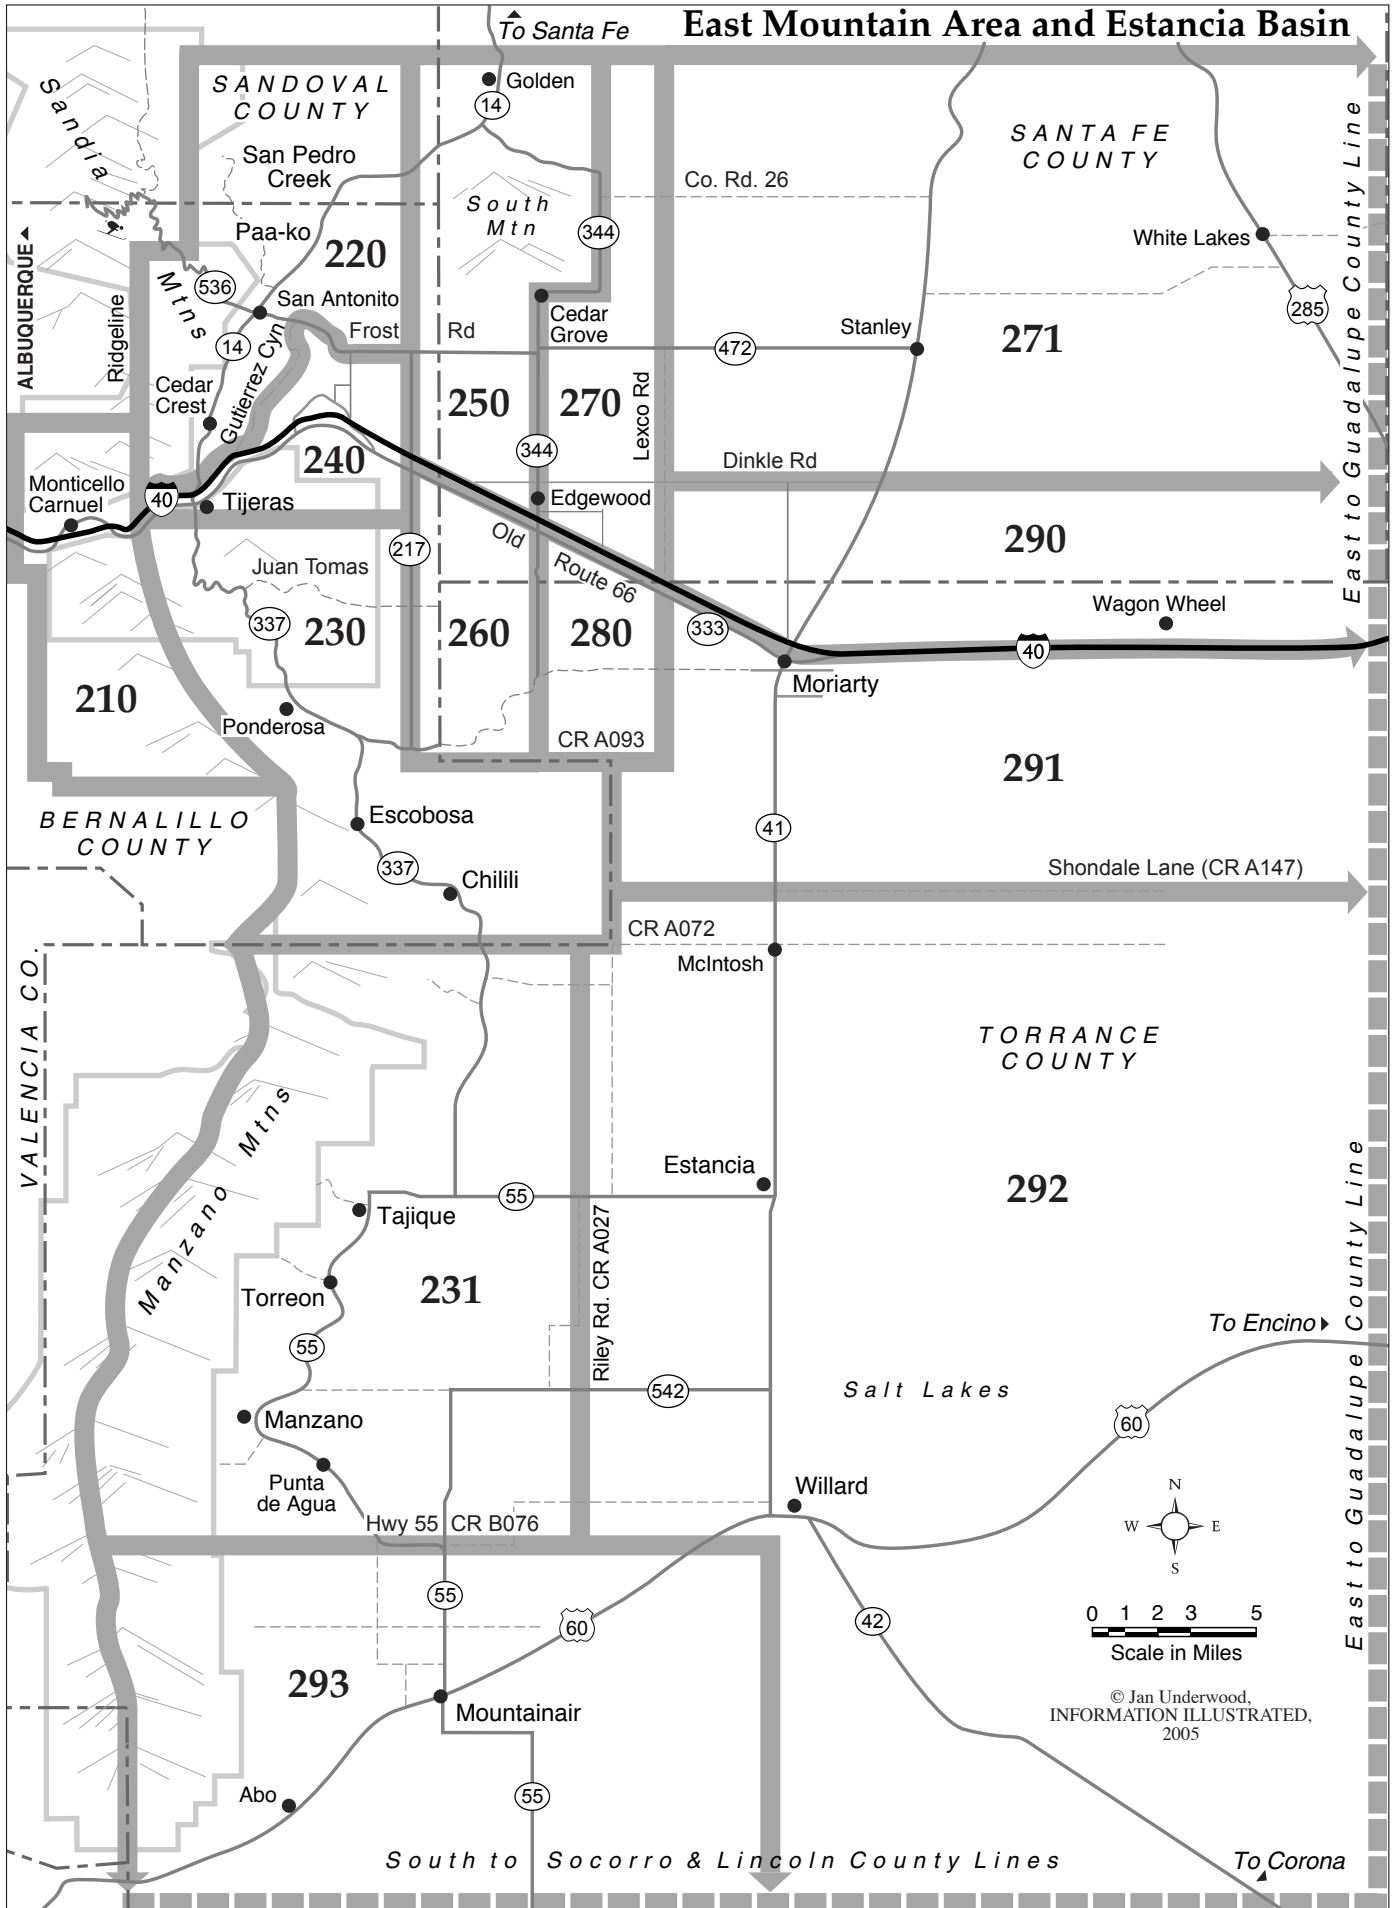 East Mountain Area and Estancia Basin
To Santa Fe
Golden
14
SANDOVAL
COUNTY
Sandia
Mtns
San Pedro
Creek
South
Mtn
SANTA FE
COUNTY
Co. Rd. 26
344
White Lakes
285
East to Guadalupe County Line
Paa-ko
220
536
San Antonito
ALBUQUERQUE
Ridgeline
14
Gutierrez Cyn
Frost
Rd
Cedar
Grove
472
Stanley
271
Cedar
Crest
250
270
Lexco Rd
344
240
Dinkle Rd
Monticello
Carnuel
40
Tijeras
Edgewood
Old
Route 66
217
290
Juan Tomas
337
230
260
280
333
Wagon Wheel
40
Moriarty
210
Ponderosa
CR A093
291
BERNALILLO
COUNTY
Escobosa
41
337
Chilili
Shondale Lane (CR A147)
CR A072
McIntosh
VALENCIA CO.
TORRANCE
COUNTY
Manzano Mtns
Estancia
292
55
Tajique
Riley Rd. CR A027
East to Guadalupe County Line
231
Torreon
To Encino
55
542
Salt Lakes
60
Manzano
Punta
de Agua
Willard
N
W
E
S
Hwy 55
CR B076
55
60
42
0 1 2 3 5
Scale in Miles
293
Mountainair
© Jan Underwood,
INFORMATION ILLUSTRATED,
2005
Abo
55
South to Socorro & Lincoln County Lines
To Corona